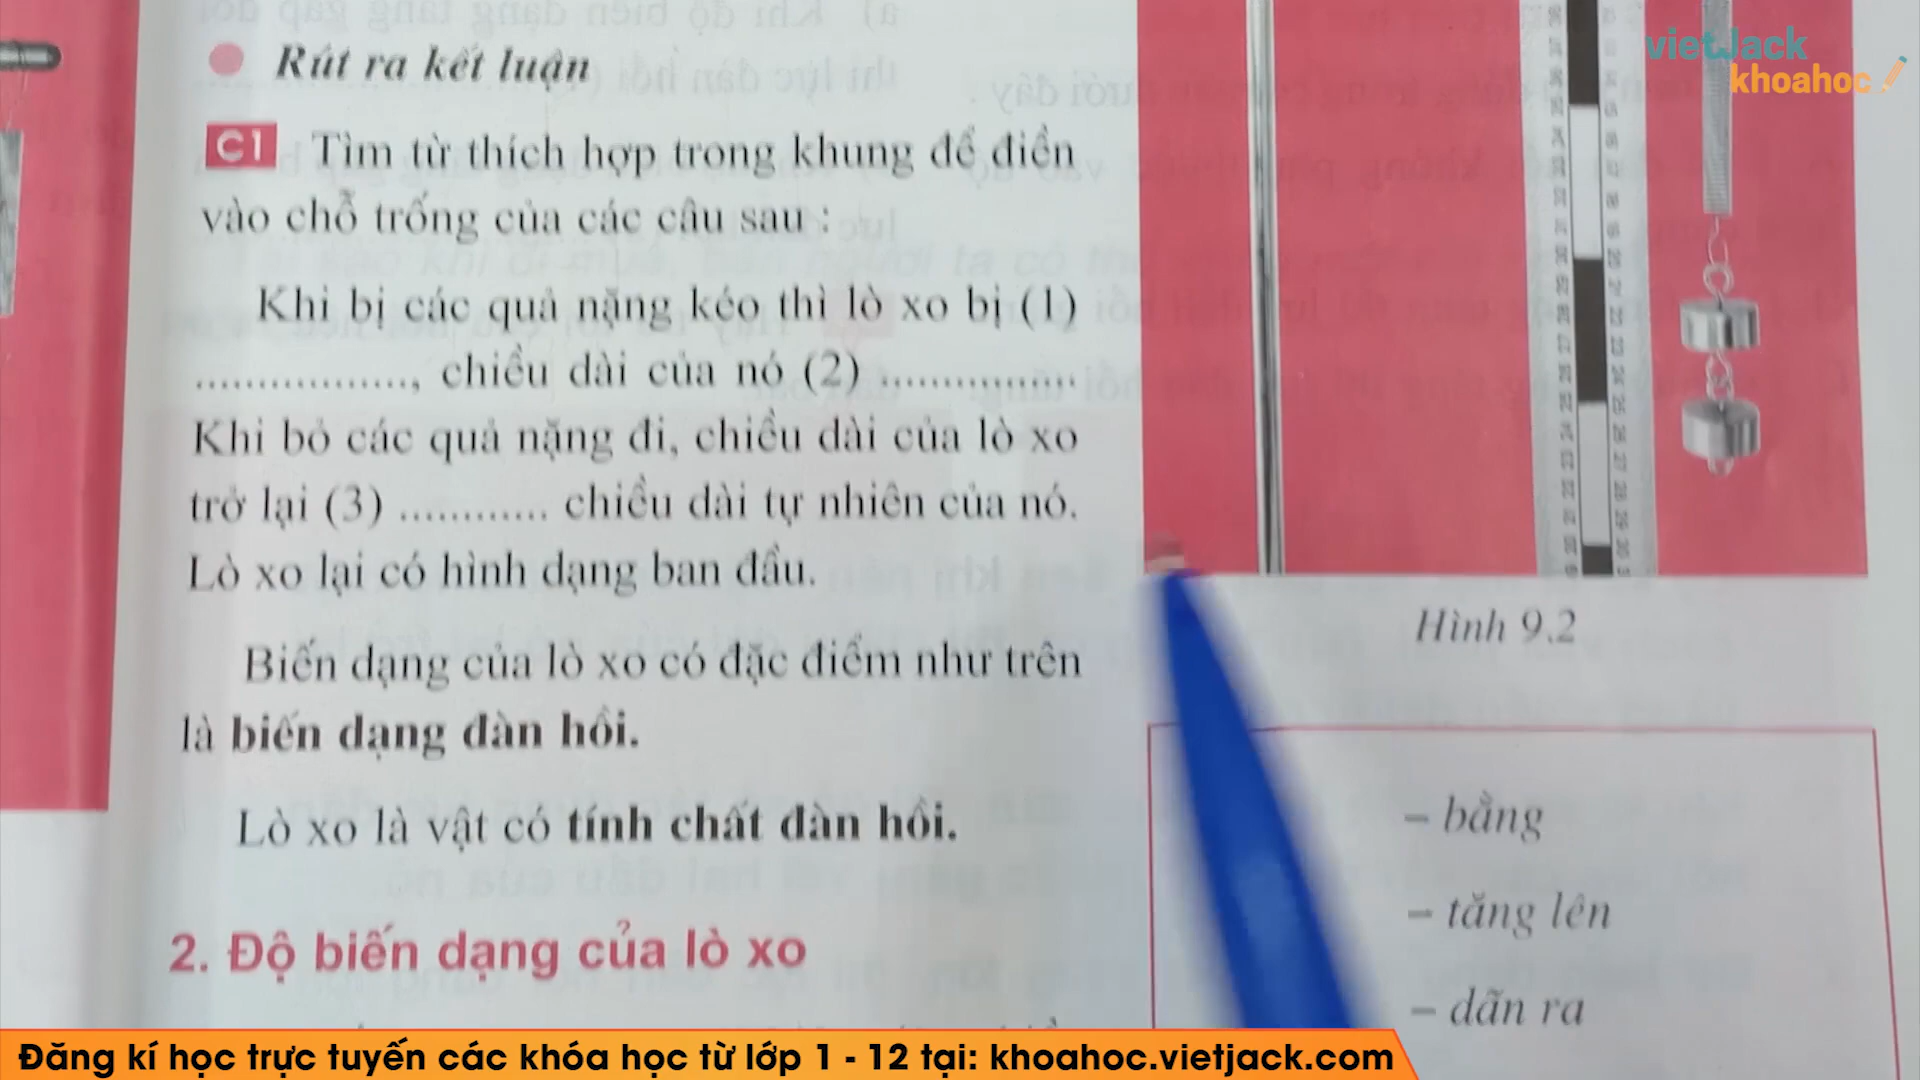 Rút ra kết luận
C1 Tìm từ thích hợp trong khung để điền
vào chỗ trống của các câu sau :
Khi bị các quả nặng kéo thì lò xo bị (1)
.................., chiều dài của nó (2) ................
Khi bỏ các quả nặng đi, chiều dài của lò xo
trở lại (3) ............ chiều dài tự nhiên của nó.
Lò xo lại có hình dạng ban đầu.
Biến dạng của lò xo có đặc điểm như trên
là biến dạng đàn hồi.
Lò xo là vật có tính chất đàn hồi.
2. Độ biến dạng của lò xo
vietJack
khoahoc
Hình 9.2
– bằng
– tăng lên
– dãn ra
Đăng kí học trực tuyến các khóa học từ lớp 1 - 12 tại: khoahoc.vietjack.com